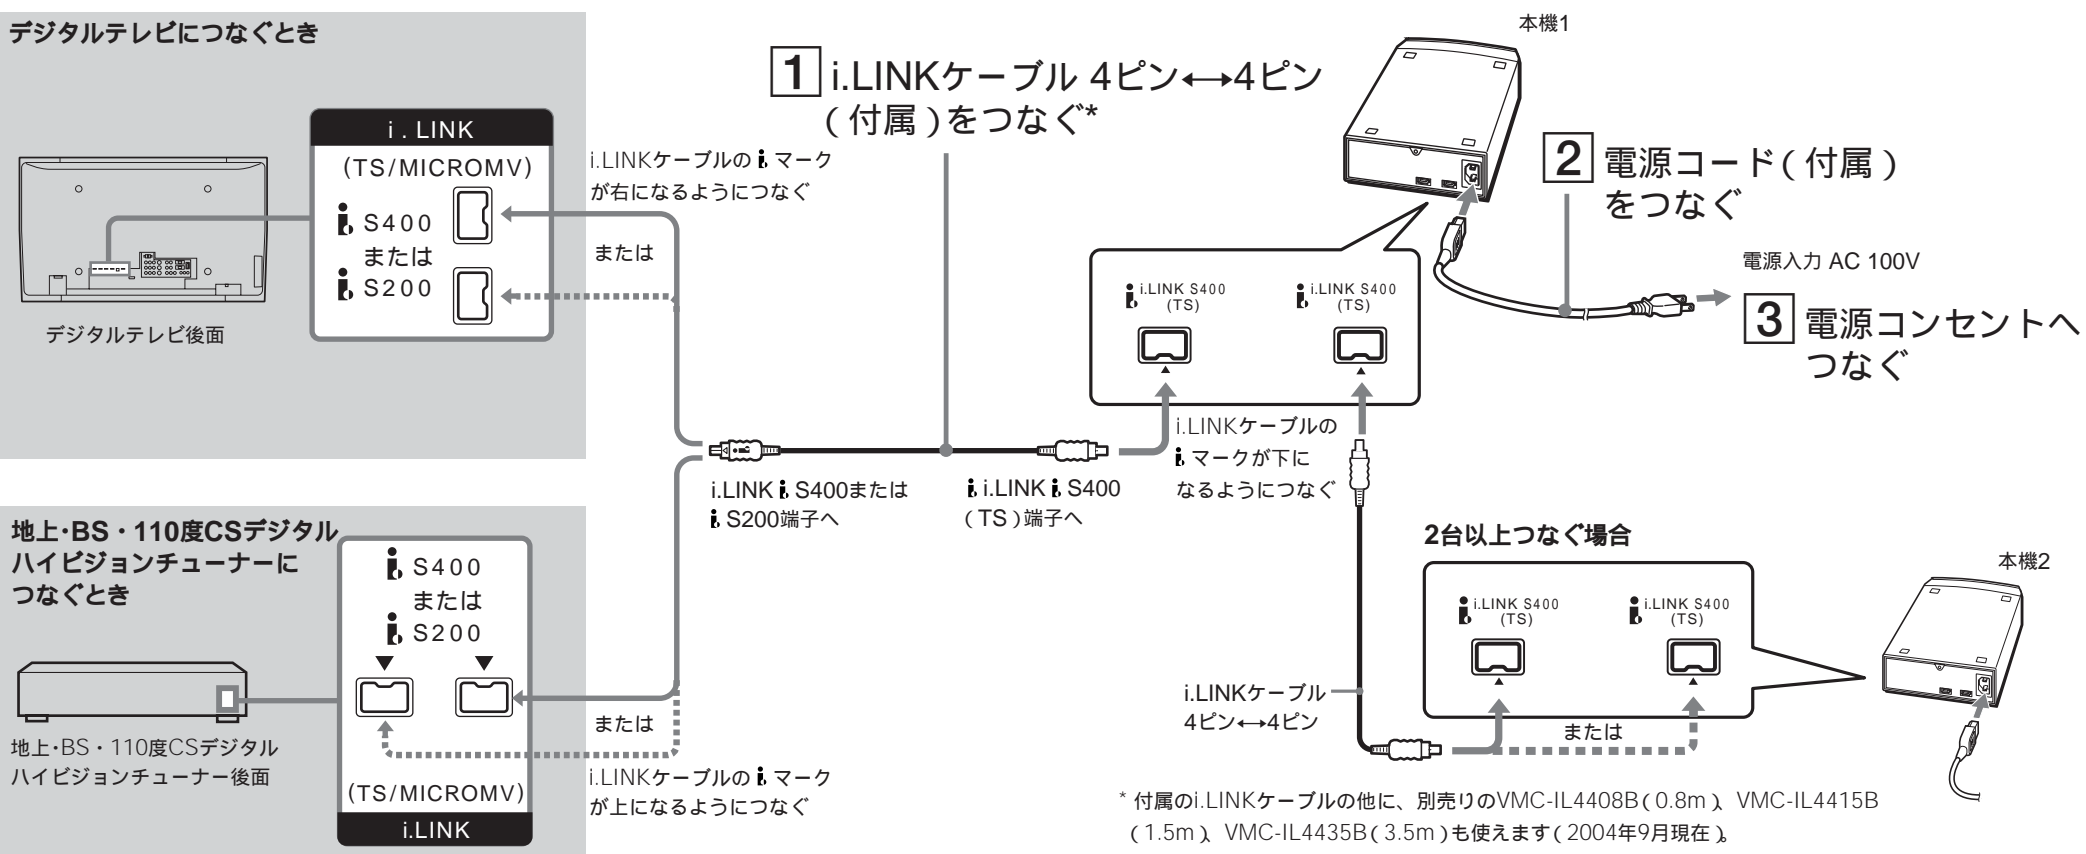 デジタルテレビにつなぐとき
i . LINK
(TS/MICROMV)
S400
または
S200
デジタルテレビ後面
i.LINKケーブルの i マーク
が右になるようにつなぐ
または
1 i.LINKケーブル 4ピン⟷4ピン
(付属)をつなぐ*
本機1
2 電源コード(付属)
をつなぐ
電源入力 AC 100V
3 電源コンセントへ
つなぐ
i.LINK S400
(TS)
i.LINK S400
(TS)
i.LINKケーブルの
i マークが下に
なるようにつなぐ
i.LINK i S400または
i S200端子へ
i i.LINK i S400
(TS)端子へ
地上・BS・110度CSデジタル
ハイビジョンチューナーに
つなぐとき
S400
または
S200
(TS/MICROMV)
i.LINK
地上・BS・110度CSデジタル
ハイビジョンチューナー後面
または
i.LINKケーブルの i マーク
が上になるようにつなぐ
2台以上つなぐ場合
本機2
i.LINK S400
(TS)
i.LINK S400
(TS)
または
i.LINKケーブル
4ピン⟷4ピン
* 付属のi.LINKケーブルの他に、別売りのVMC-IL4408B(0.8m)、VMC-IL4415B
(1.5m)、VMC-IL4435B(3.5m)も使えます(2004年9月現在)。